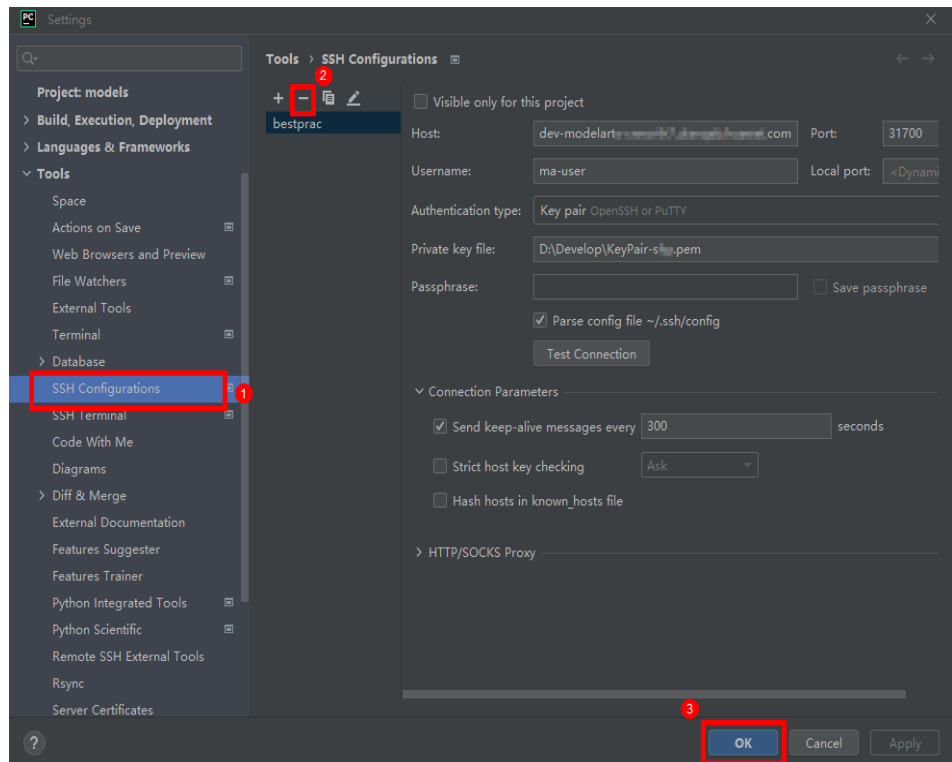 PC Settings
Tools > SSH Configurations
2
Project: models
> Build, Execution, Deployment
> Languages & Frameworks
Tools
Space
Actions on Save
Web Browsers and Preview
File Watchers
External Tools
Terminal
> Database
SSH Configurations
1
SSH Terminal
Code With Me
Diagrams
> Diff & Merge
External Documentation
Features Suggester
Features Trainer
Python Integrated Tools
Python Scientific
Remote SSH External Tools
Rsync
Server Certificates
bestprac
Visible only for this project
Host: dev-modelart .com Port: 31700
Username: ma-user Local port: <Dynami
Authentication type: Key pair OpenSSH or PuTTY
Private key file: D:\Develop\KeyPair-s .pem
Passphrase: Save passphrase
Parse config file ~/.ssh/config
Test Connection
Connection Parameters
Send keep-alive messages every 300 seconds
Strict host key checking Ask
Hash hosts in known_hosts file
> HTTP/SOCKS Proxy
3
? OK Cancel Apply